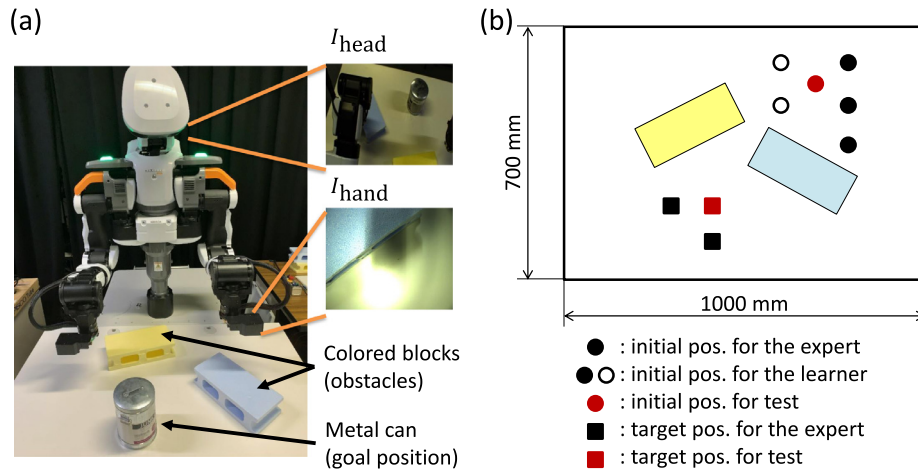 (a)
I_head
I_hand
Colored blocks
(obstacles)
Metal can
(goal position)
(b)
700 mm
1000 mm
: initial pos. for the expert
: initial pos. for the learner
: initial pos. for test
: target pos. for the expert
: target pos. for test